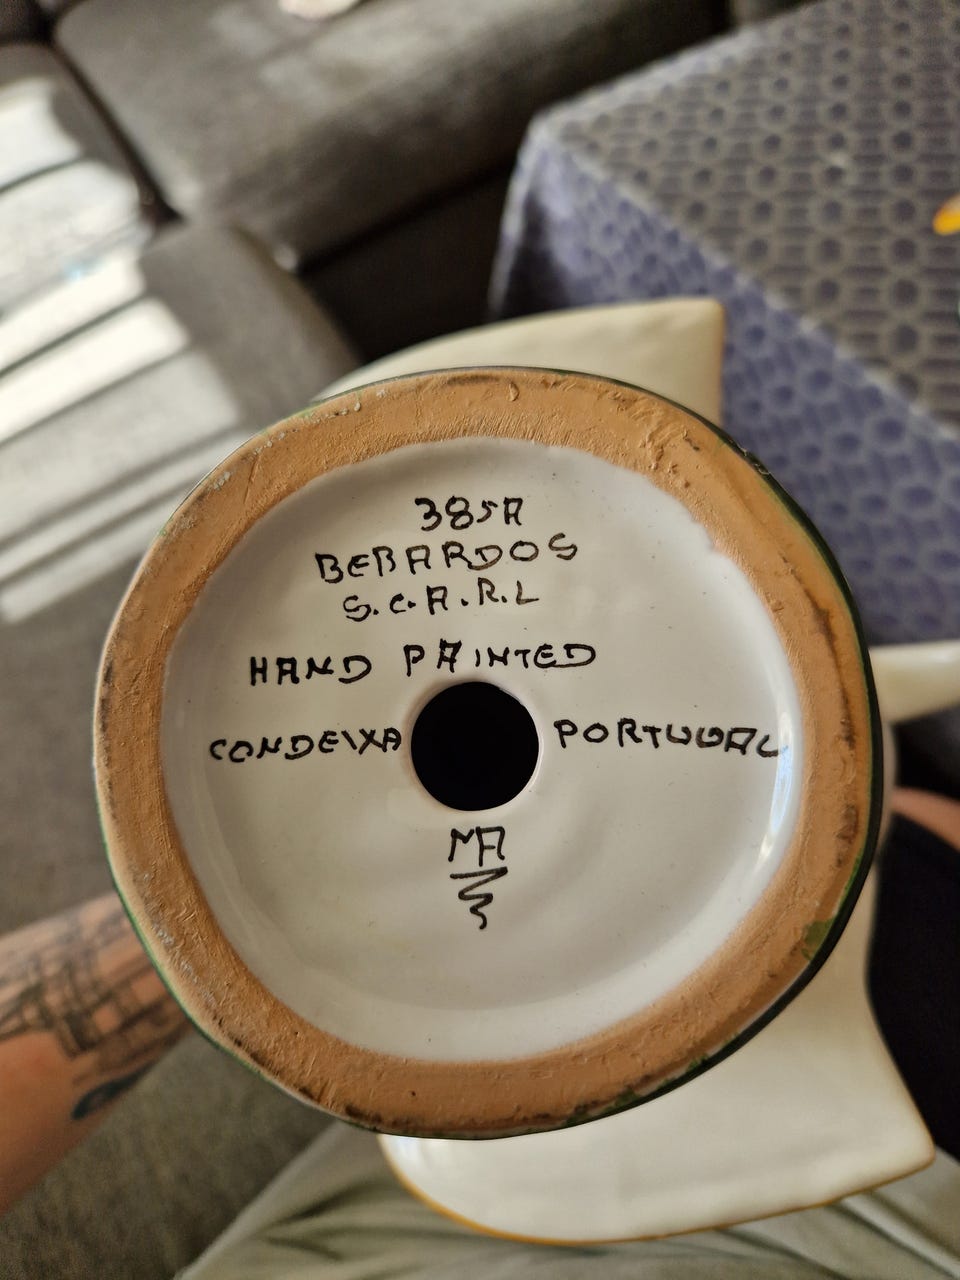 385A
BEBARDOS
S.C.A.R.L
HAND PAINTED
CONDEIXA PORTUGAL
MA